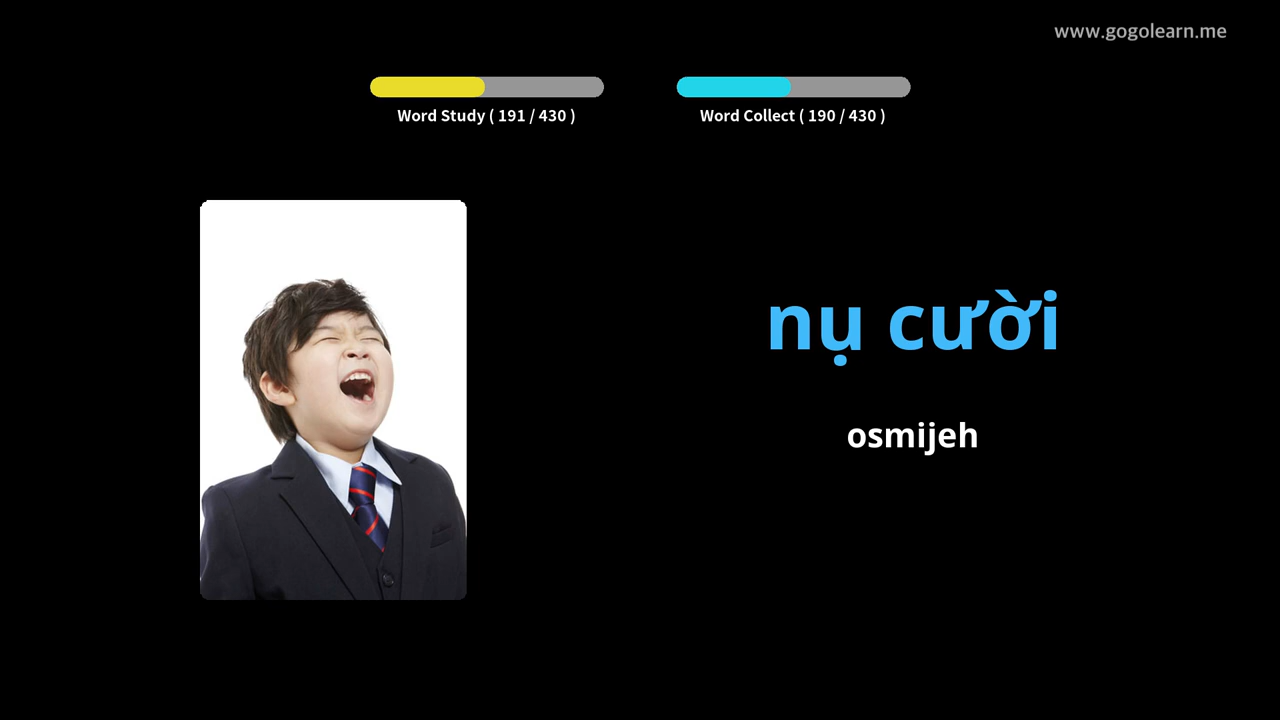 www.gogolearn.me
Word Study ( 191 / 430 )
Word Collect ( 190 / 430 )
nụ cười
osmijeh